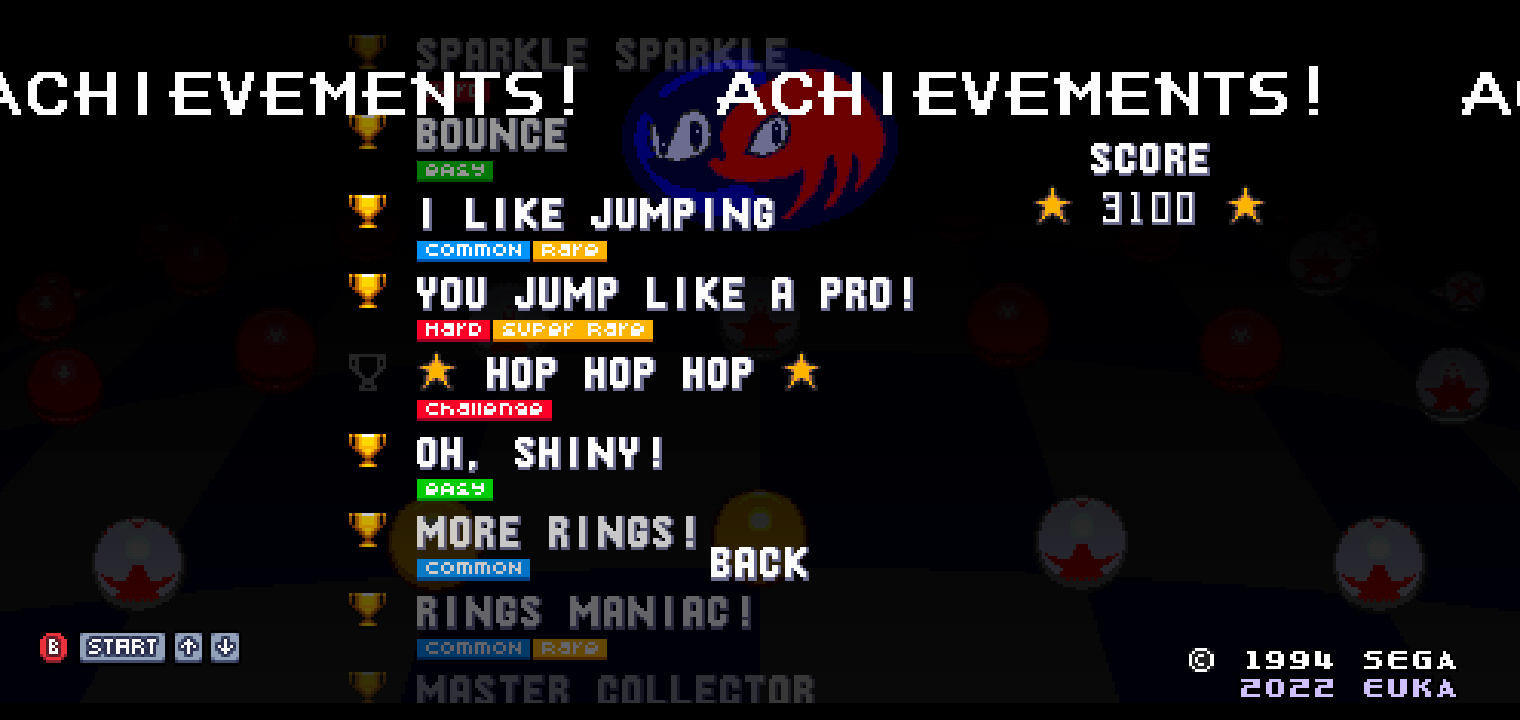 SPARKLE SPARKLE
HARD
ACHIEVEMENTS! ACHIEVEMENTS!
BOUNCE
EASY
SCORE
3100
I LIKE JUMPING
COMMON RARE
YOU JUMP LIKE A PRO!
HARD SUPER RARE
HOP HOP HOP
CHALLENGE
OH, SHINY!
EASY
MORE RINGS!
COMMON
BACK
RINGS MANIAC!
COMMON RARE
B START
MASTER COLLECTOR
© 1994 SEGA
2022 EUKA